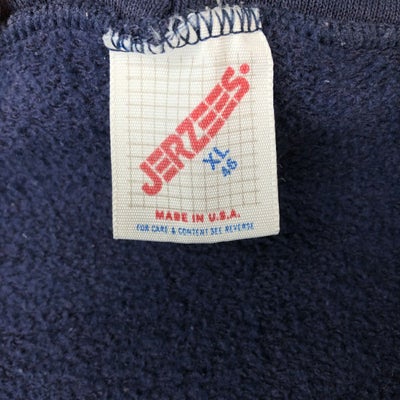 JERZEES.
XL
46
MADE IN U.S.A.
FOR CARE & CONTENT SEE REVERSE